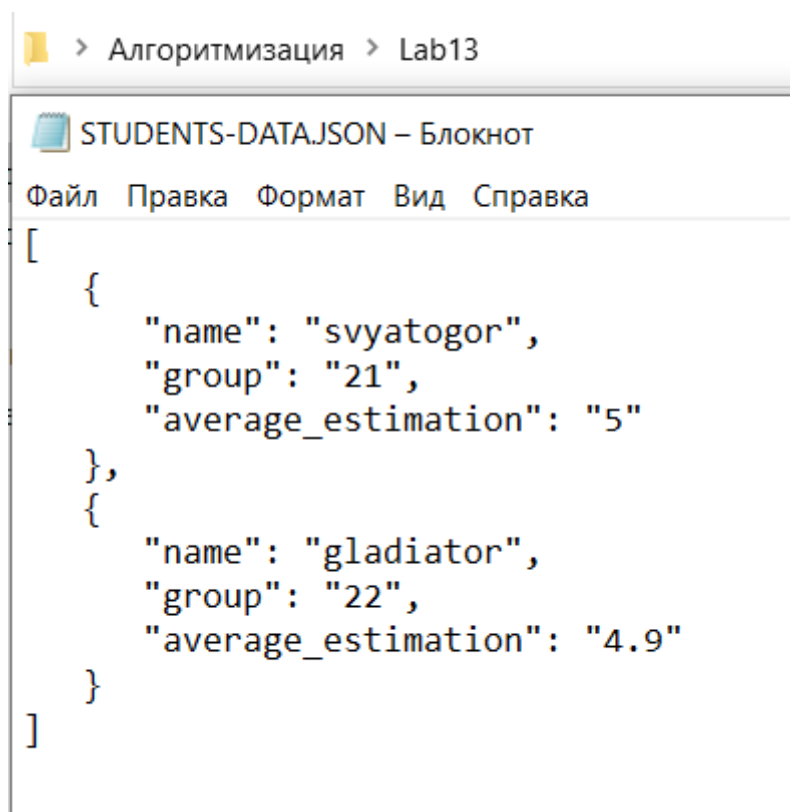 > Алгоритмизация > Lab13
STUDENTS-DATA.JSON – Блокнот
Файл Правка Формат Вид Справка
[
   {
      "name": "svyatogor",
      "group": "21",
      "average_estimation": "5"
   },
   {
      "name": "gladiator",
      "group": "22",
      "average_estimation": "4.9"
   }
]